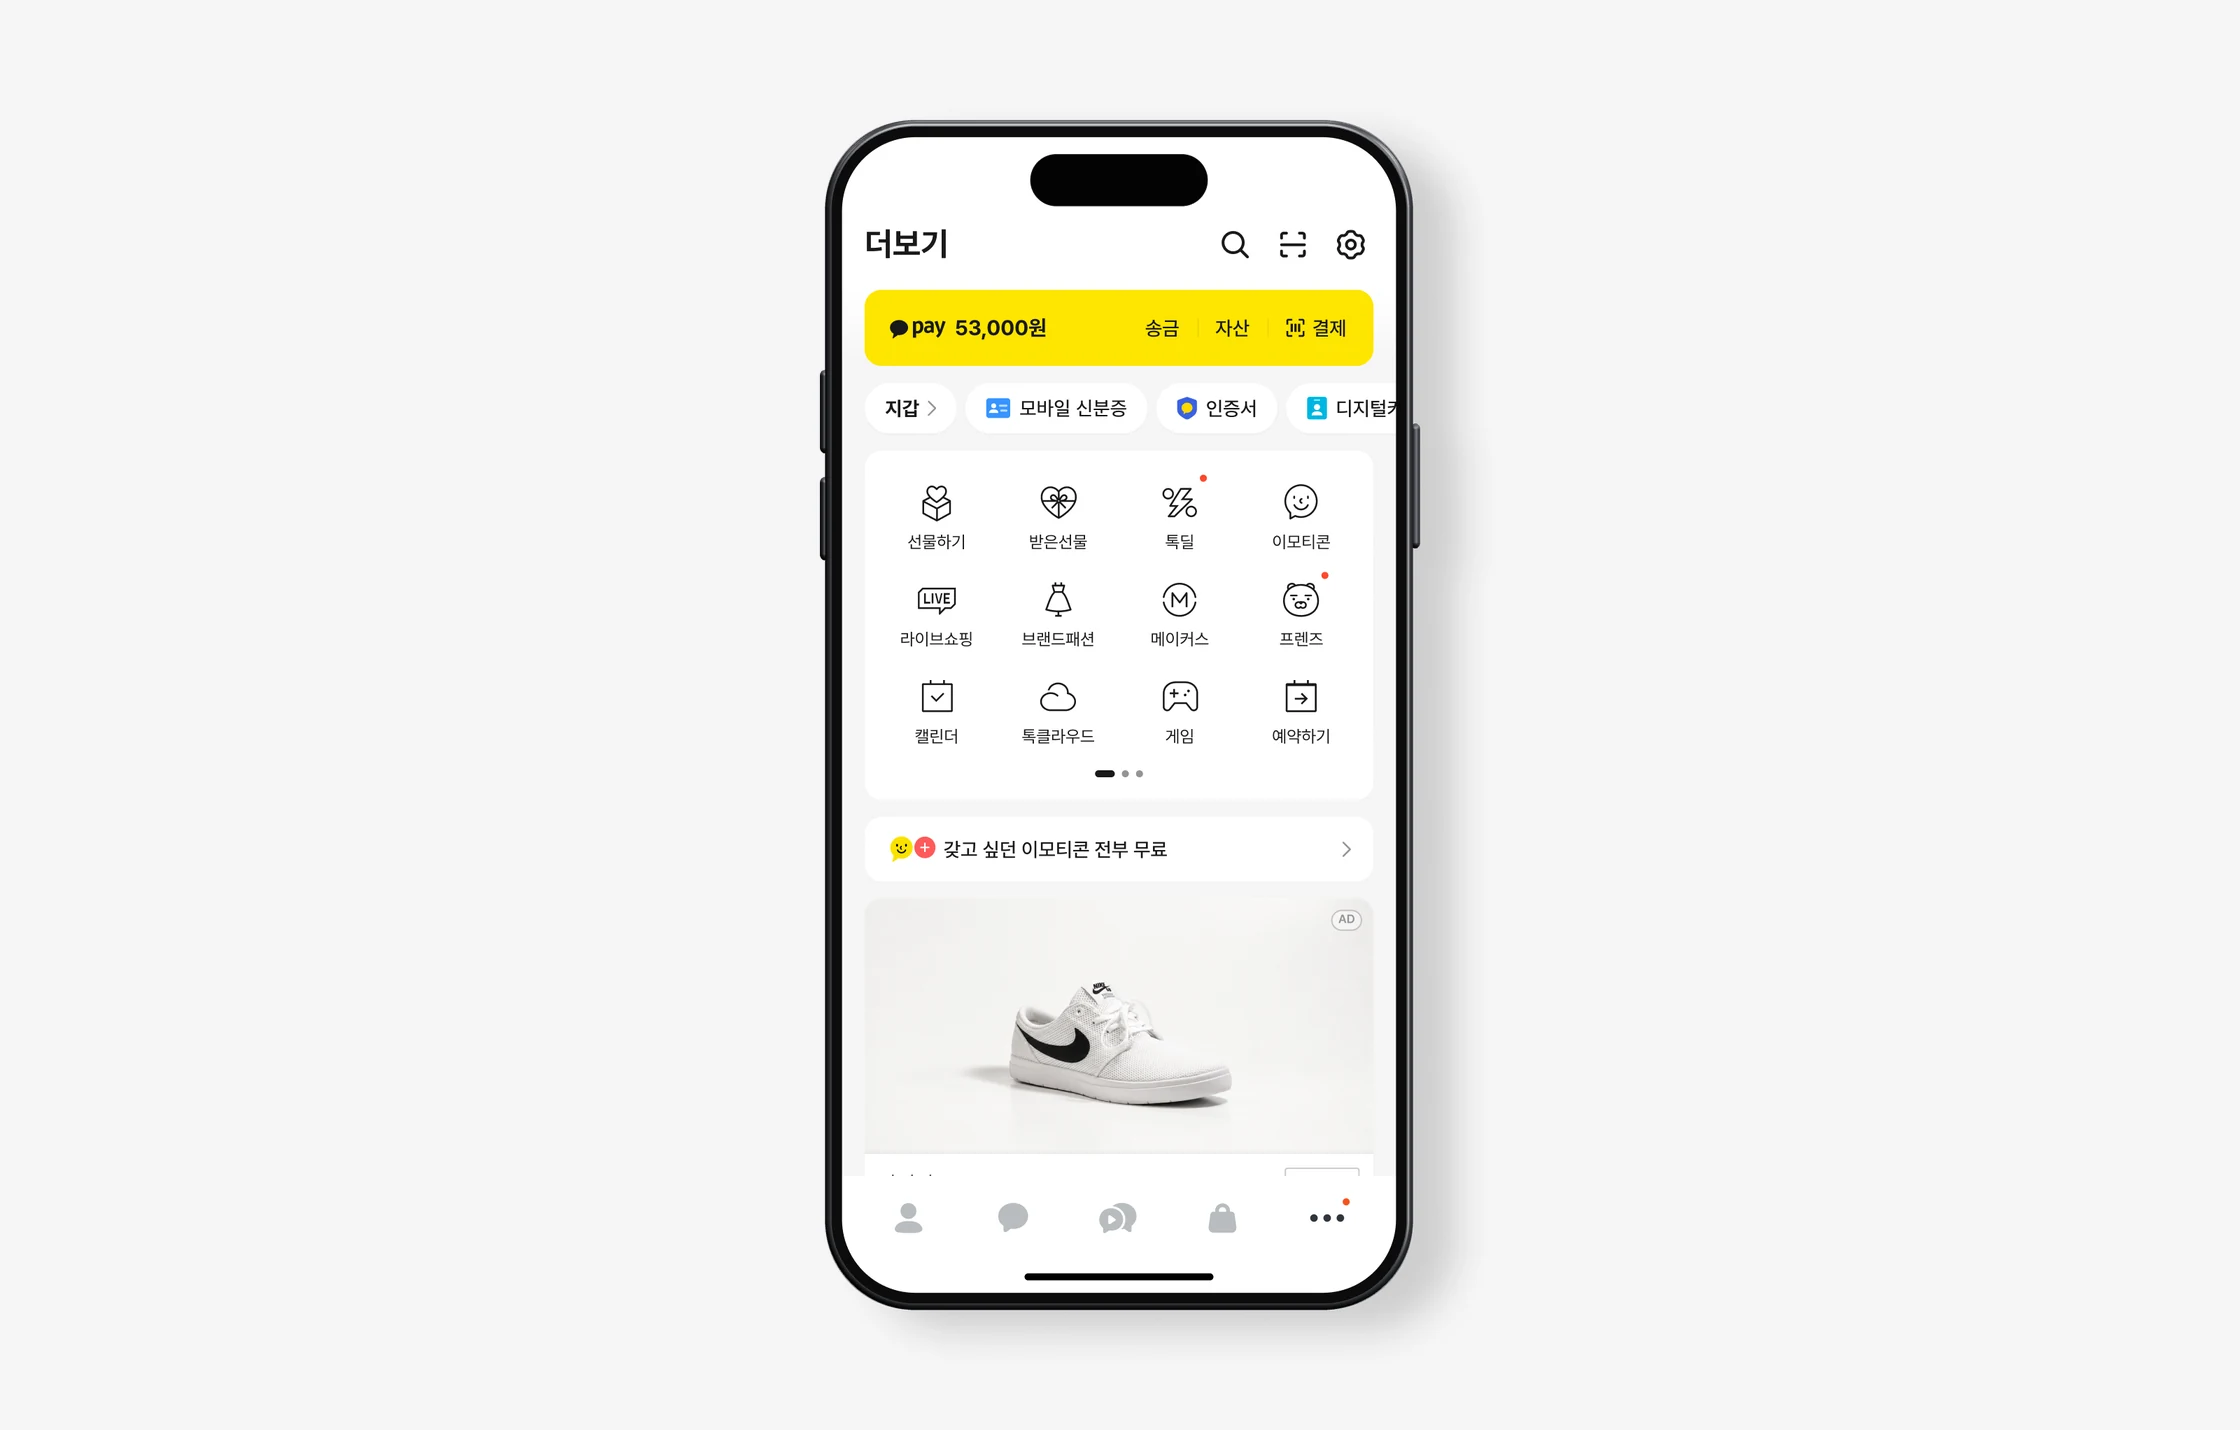 더보기
pay 53,000원 송금 자산 결제
지갑 모바일 신분증 인증서 디지털
선물하기 받은선물 톡딜 이모티콘
LIVE M
라이브쇼핑 브랜드패션 메이커스 프렌즈
캘린더 톡클라우드 게임 예약하기
갖고 싶던 이모티콘 전부 무료
AD
NIKE